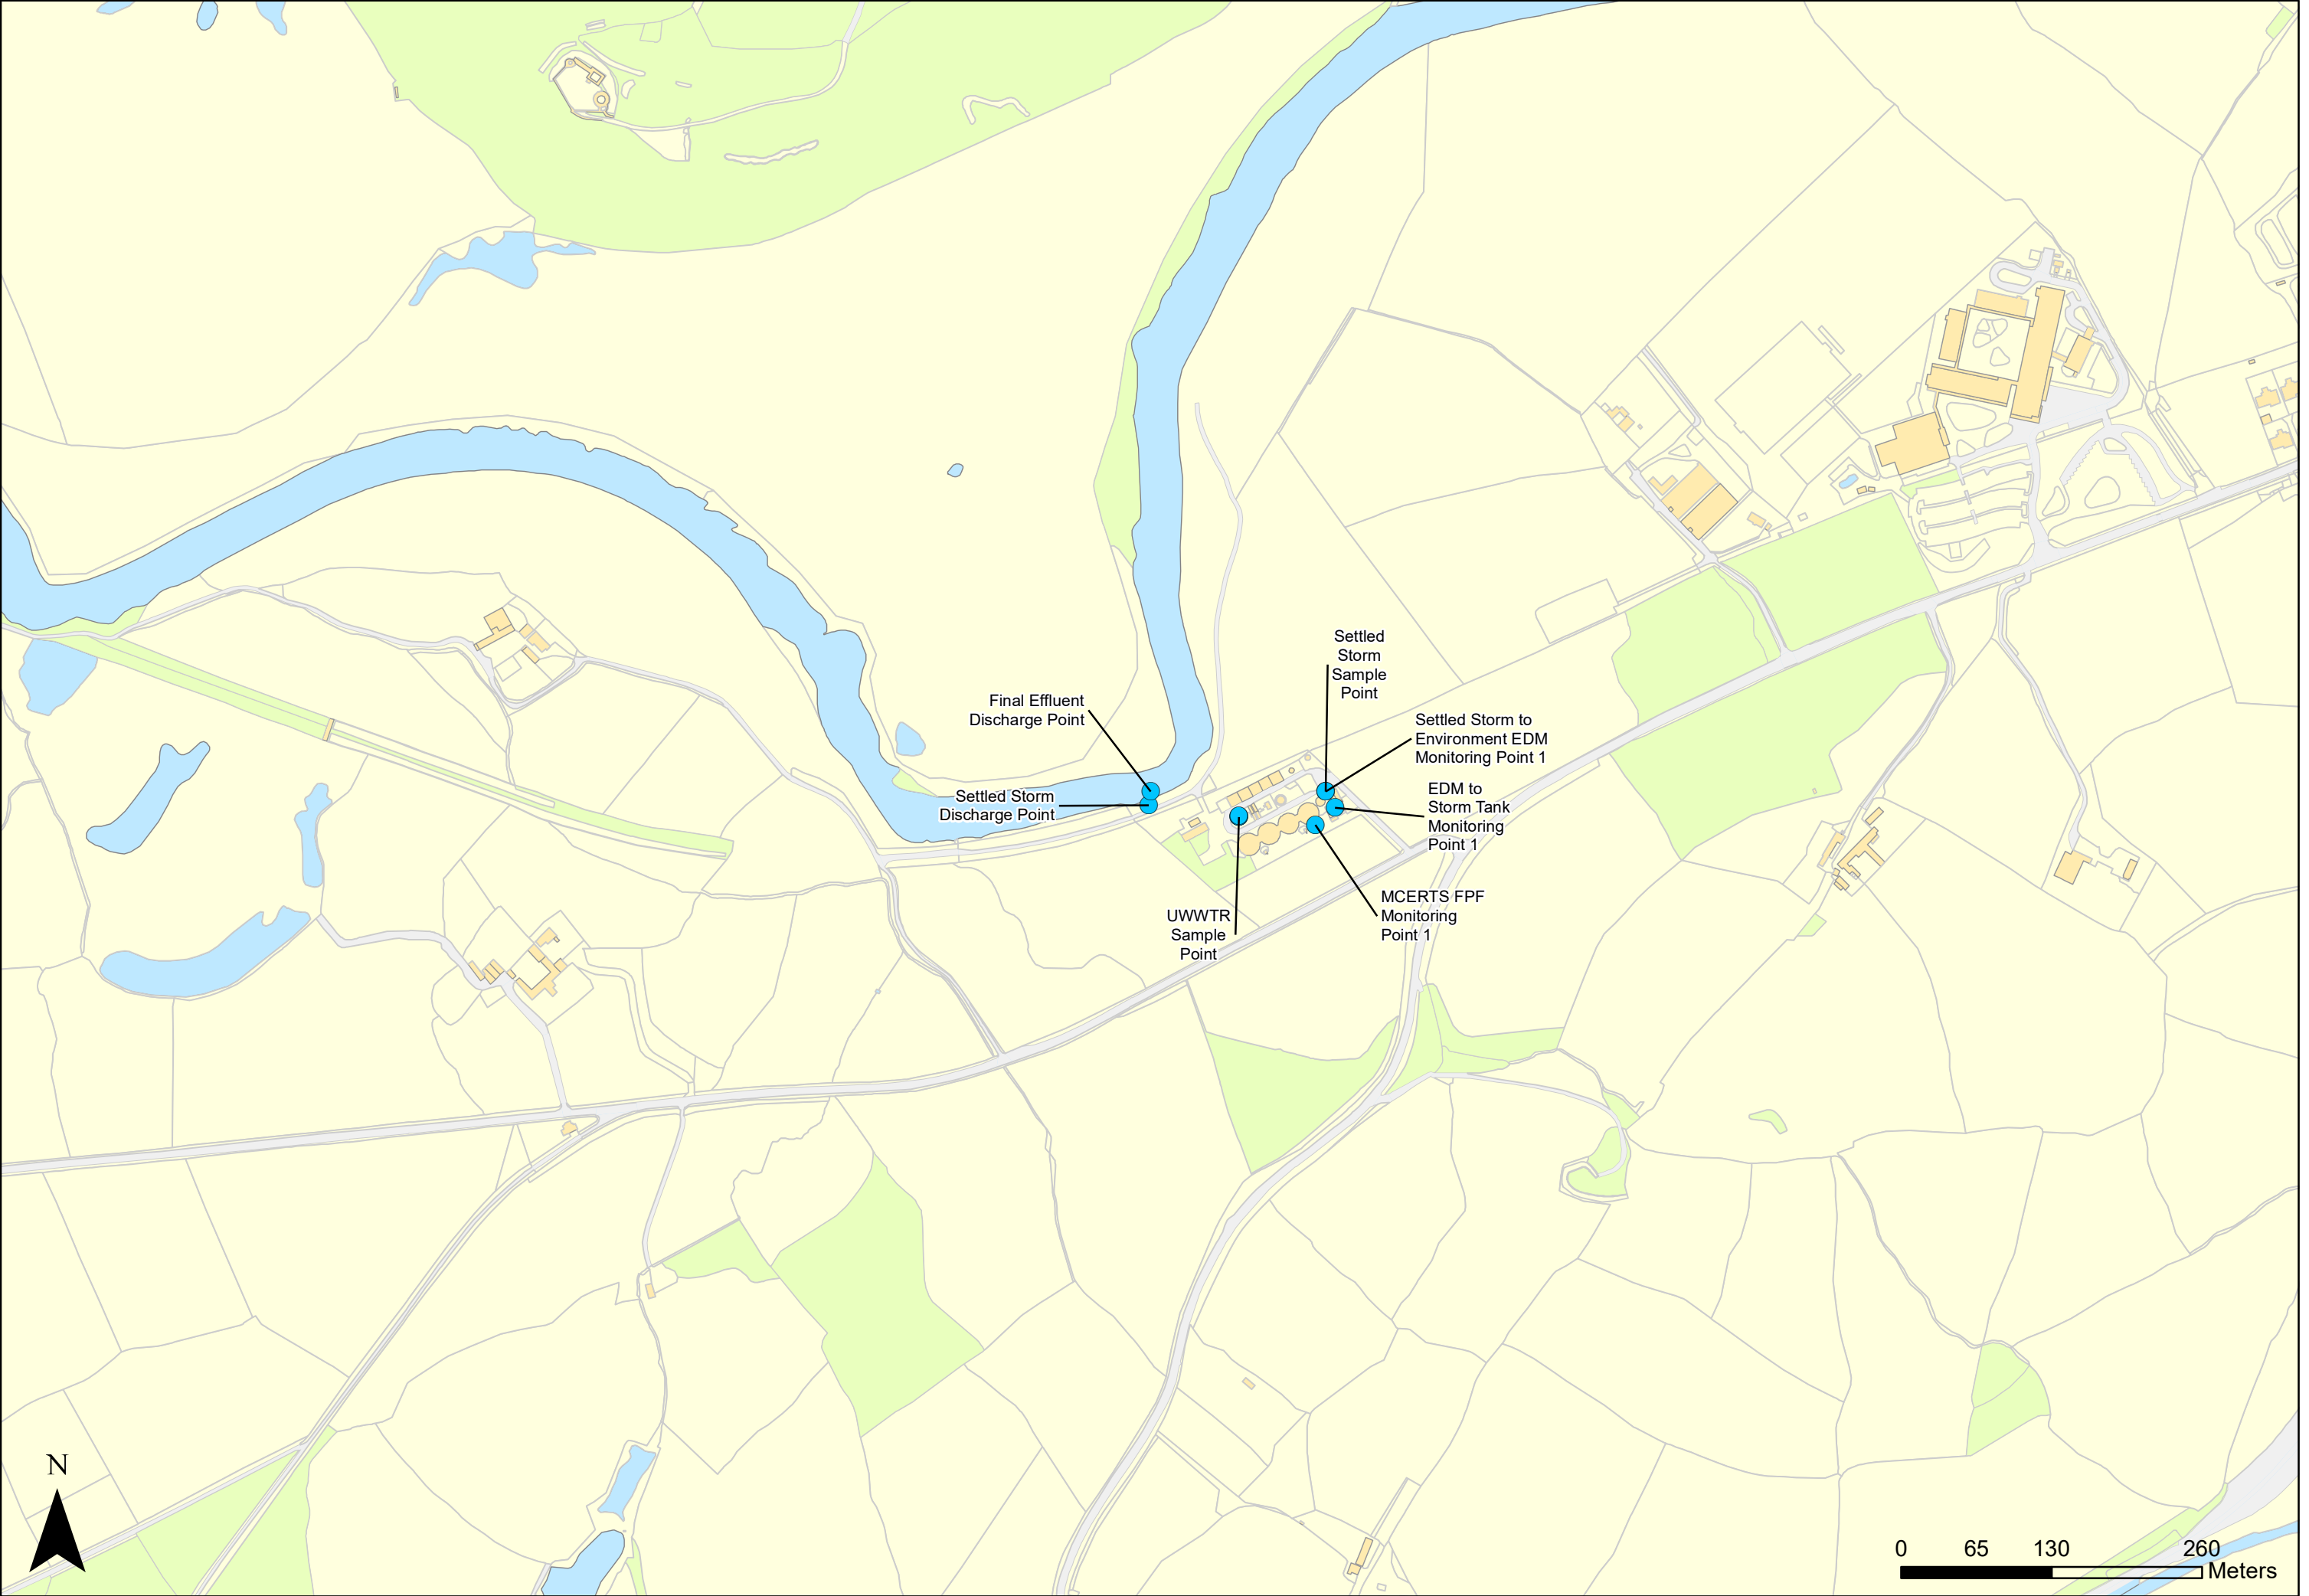 Settled
Storm
Sample
Point
Final Effluent
Discharge Point
Settled Storm to
Environment EDM
Monitoring Point 1
Settled Storm
Discharge Point
EDM to
Storm Tank
Monitoring
Point 1
MCERTS FPF
Monitoring
Point 1
UWWTR
Sample
Point
N
0 65 130 260
Meters